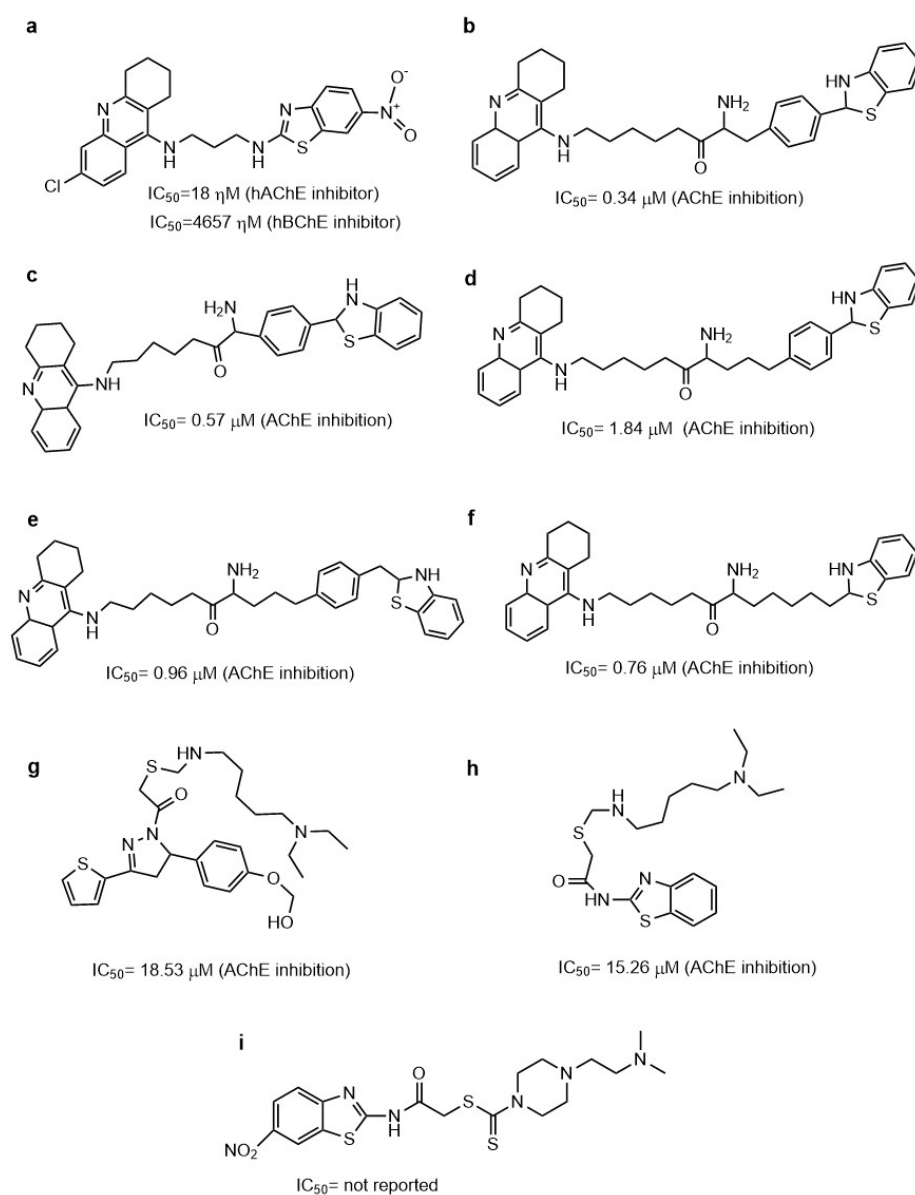 a
N
N
H
Cl
N
S
N
H
N+
O-
O
IC50=18 ηM (hAChE inhibitor)
IC50=4657 ηM (hBChE inhibitor)
b
N
N
H
O
NH2
HN
S
IC50= 0.34 μM (AChE inhibition)
c
N
NH
O
H2N
H
N
S
IC50= 0.57 μM (AChE inhibition)
d
N
N
H
O
NH2
HN
S
IC50= 1.84 μM (AChE inhibition)
e
N
N
H
O
NH2
S
NH
IC50= 0.96 μM (AChE inhibition)
f
N
N
H
O
NH2
HN
S
IC50= 0.76 μM (AChE inhibition)
g
HN
S
O
N
N
N
S
O
HO
IC50= 18.53 μM (AChE inhibition)
h
N
H
N
S
O
N
NH
S
IC50= 15.26 μM (AChE inhibition)
i
N
O
N
S
N
N
S
N
H
S
NO2
IC50= not reported